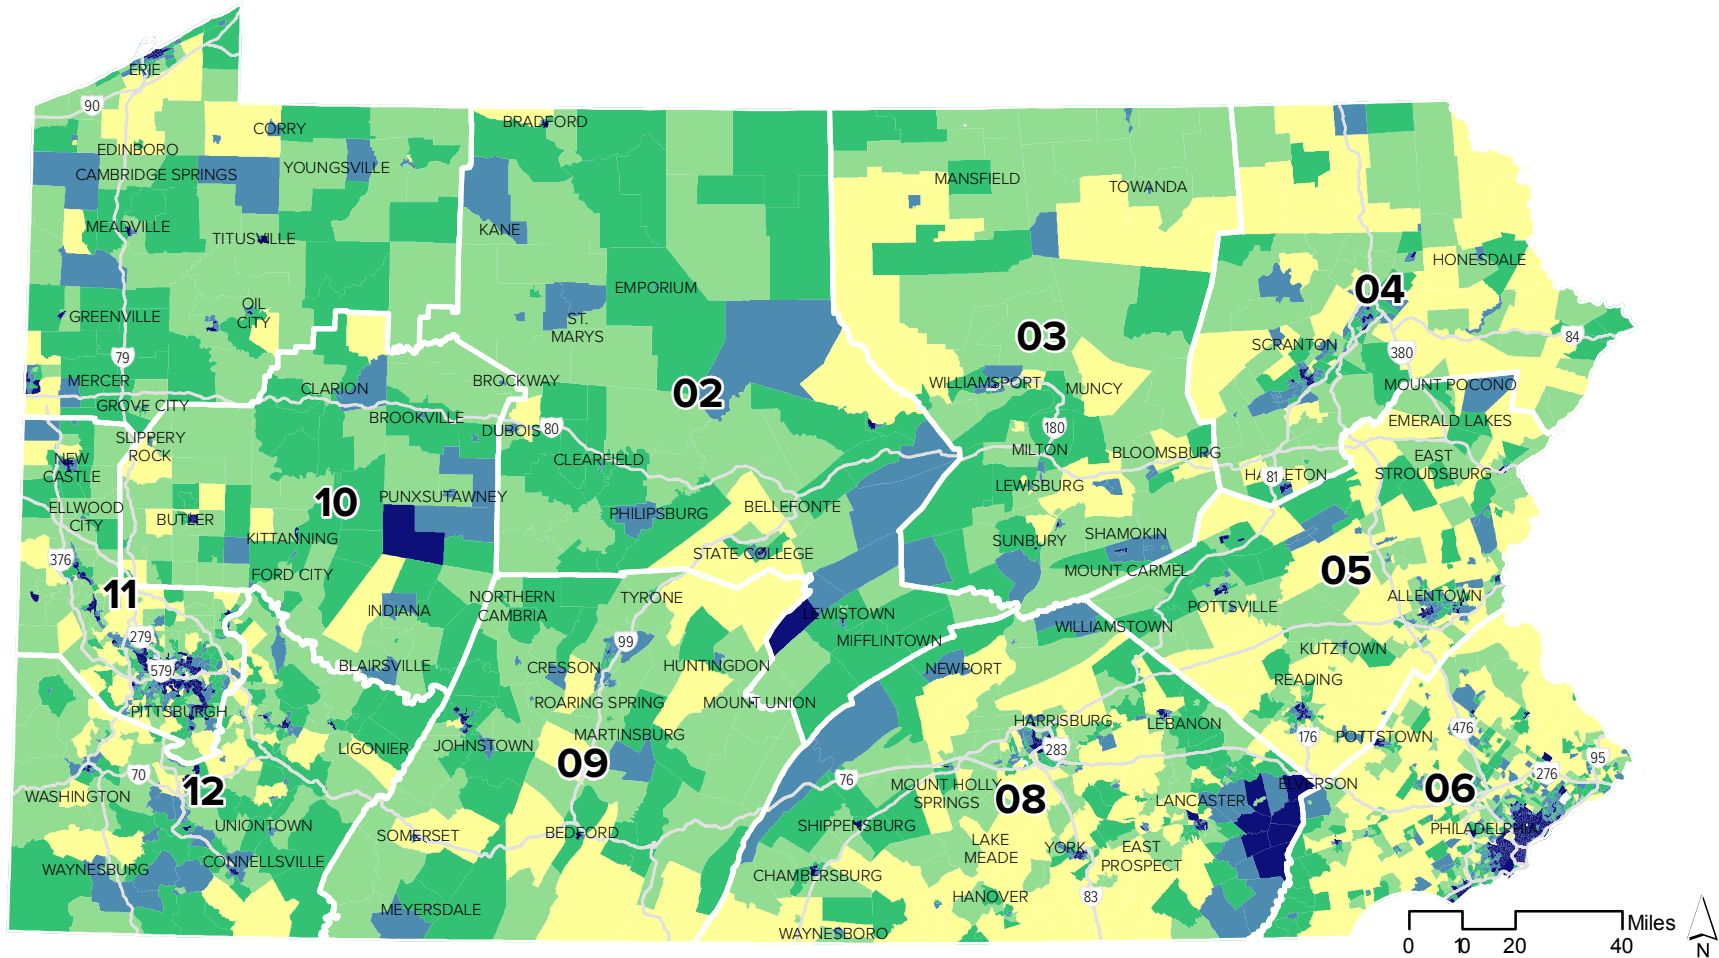 ERIE
90
CORRY
BRADFORD
EDINBORO
CAMBRIDGE SPRINGS
YOUNGSVILLE
MANSFIELD
TOWANDA
MEADVILLE
TITUSVILLE
KANE
HONESDALE
EMPORIUM
04
OIL
CITY
GREENVILLE
ST.
MARYS
03
SCRANTON
84
79
380
MERCER
CLARION
BROCKWAY
02
WILLIAMSPORT
MUNCY
MOUNT POCONO
GROVE CITY
BROOKVILLE
DUBOIS
80
180
EMERALD LAKES
SLIPPERY
ROCK
CLEARFIELD
MILTON
BLOOMSBURG
EAST
STROUDSBURG
NEW
CASTLE
81
LEWISBURG
10
PUNXSUTAWNEY
PHILIPSBURG
BELLEFONTE
ELLWOOD
CITY
BUTLER
KITTANNING
STATE COLLEGE
SUNBURY
SHAMOKIN
376
FORD CITY
MOUNT CARMEL
05
11
INDIANA
NORTHERN
CAMBRIA
TYRONE
LEWISTOWN
MIFFLINTOWN
WILLIAMSTOWN
POTTSVILLE
ALLENTOWN
279
99
KUTZTOWN
579
BLAIRSVILLE
CRESSON
HUNTINGDON
NEWPORT
READING
PITTSBURGH
ROARING SPRING
MOUNT UNION
HARRISBURG
LEBANON
LIGONIER
JOHNSTOWN
MARTINSBURG
283
176
POTTSTOWN
476
09
70
12
76
95
276
WASHINGTON
MOUNT HOLLY
SPRINGS
08
LANCASTER
ELVERSON
06
UNIONTOWN
SOMERSET
BEDFORD
SHIPPENSBURG
LAKE
MEADE
YORK
EAST
PROSPECT
PHILADELPHIA
WAYNESBURG
CONNELLSVILLE
CHAMBERSBURG
HANOVER
83
MEYERSDALE
WAYNESBORO
Miles
0 10 20 40
N